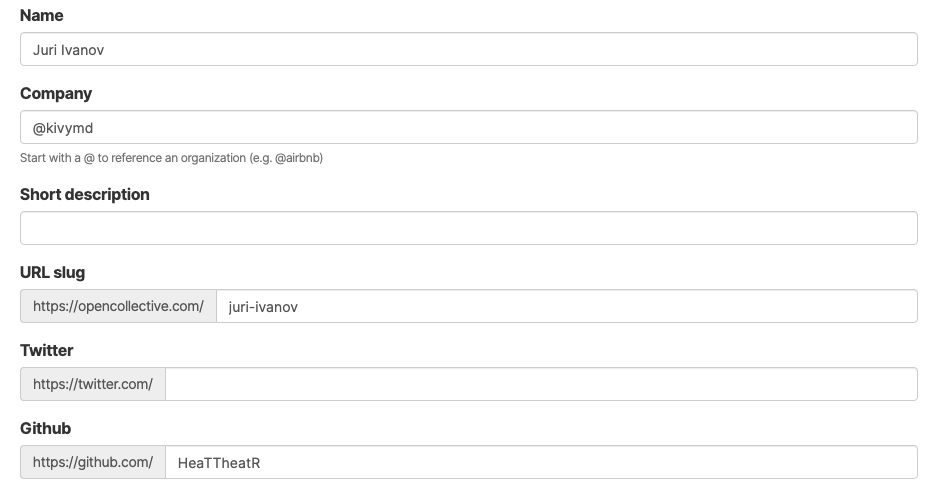 Name
Juri Ivanov
Company
@kivymd
Start with a @ to reference an organization (e.g. @airbnb)
Short description
URL slug
https://opencollective.com/ juri-ivanov
Twitter
https://twitter.com/
Github
https://github.com/ HeaTTheatR